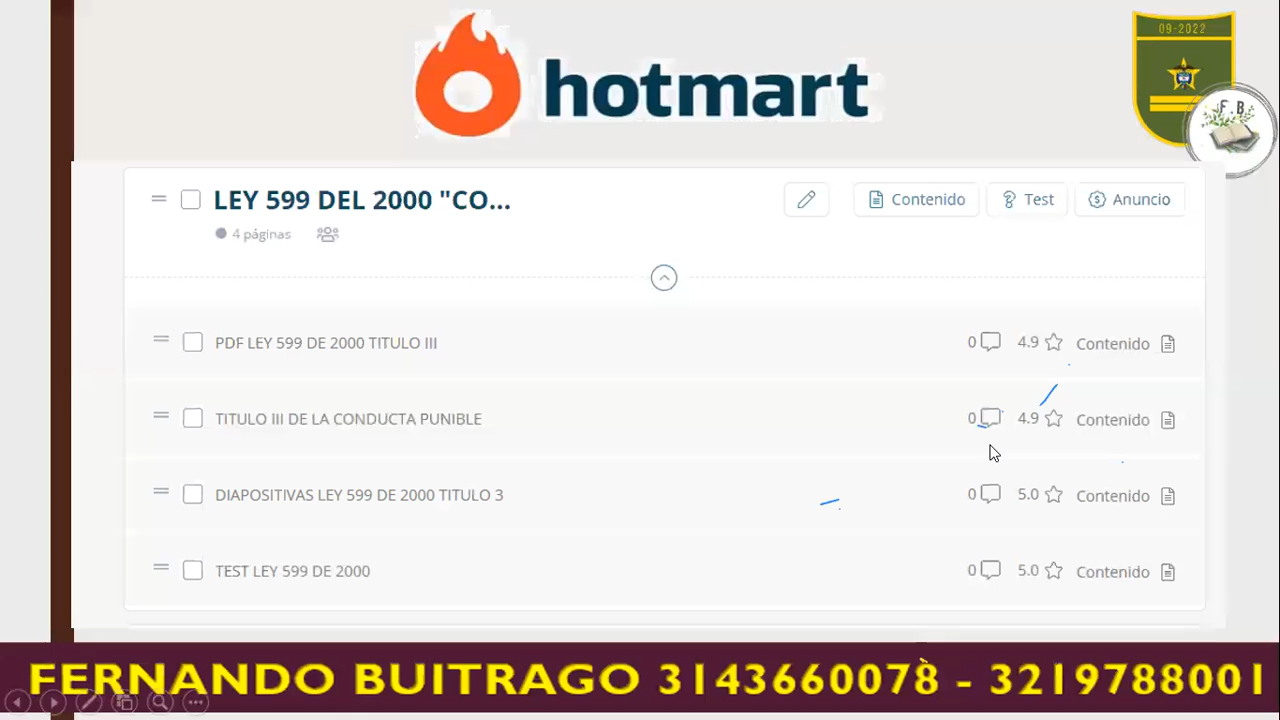 hotmart
09-2022
F. B.
LEY 599 DEL 2000 "CO...
Contenido
Test
Anuncio
4 páginas
PDF LEY 599 DE 2000 TITULO III
0 4.9 Contenido
TITULO III DE LA CONDUCTA PUNIBLE
0 4.9 Contenido
DIAPOSITIVAS LEY 599 DE 2000 TITULO 3
0 5.0 Contenido
TEST LEY 599 DE 2000
0 5.0 Contenido
FERNANDO BUITRAGO 3143660078 - 3219788001